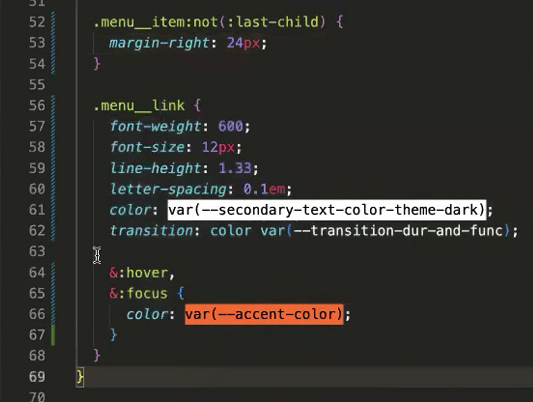 51
52 .menu__item:not(:last-child) {
53 margin-right: 24px;
54 }
55
56 .menu__link {
57 font-weight: 600;
58 font-size: 12px;
59 line-height: 1.33;
60 letter-spacing: 0.1em;
61 color: var(--secondary-text-color-theme-dark);
62 transition: color var(--transition-dur-and-func);
63
64 &:hover,
65 &:focus {
66 color: var(--accent-color);
67 }
68 }
69 }
70